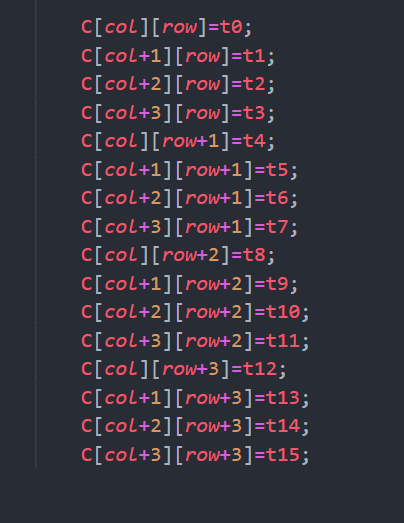 C[col][row]=t0;
C[col+1][row]=t1;
C[col+2][row]=t2;
C[col+3][row]=t3;
C[col][row+1]=t4;
C[col+1][row+1]=t5;
C[col+2][row+1]=t6;
C[col+3][row+1]=t7;
C[col][row+2]=t8;
C[col+1][row+2]=t9;
C[col+2][row+2]=t10;
C[col+3][row+2]=t11;
C[col][row+3]=t12;
C[col+1][row+3]=t13;
C[col+2][row+3]=t14;
C[col+3][row+3]=t15;